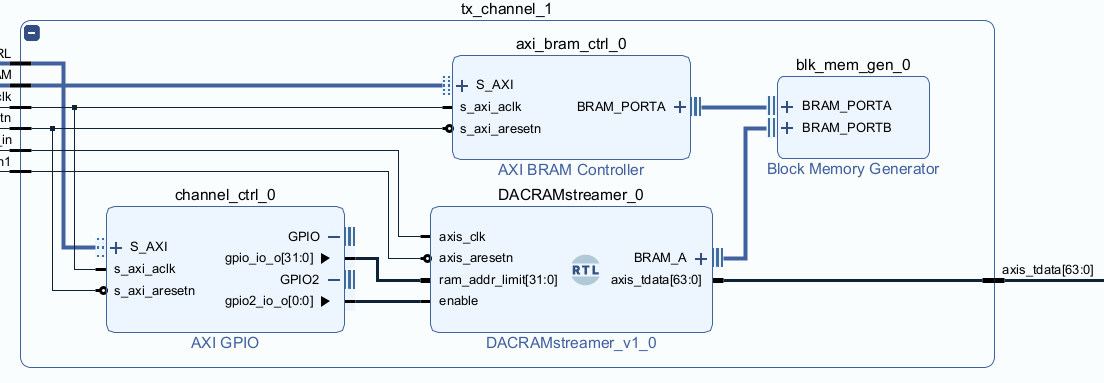 tx_channel_1
axi_bram_ctrl_0
S_AXI
s_axi_aclk
s_axi_aresetn
BRAM_PORTA
AXI BRAM Controller
blk_mem_gen_0
BRAM_PORTA
BRAM_PORTB
Block Memory Generator
RL
AM
clk
tn
_in
n1
channel_ctrl_0
S_AXI
s_axi_aclk
s_axi_aresetn
GPIO
gpio_io_o[31:0]
GPIO2
gpio2_io_o[0:0]
AXI GPIO
DACRAMstreamer_0
axis_clk
axis_aresetn
ram_addr_limit[31:0]
enable
RTL
BRAM_A
axis_tdata[63:0]
DACRAMstreamer_v1_0
axis_tdata[63:0]